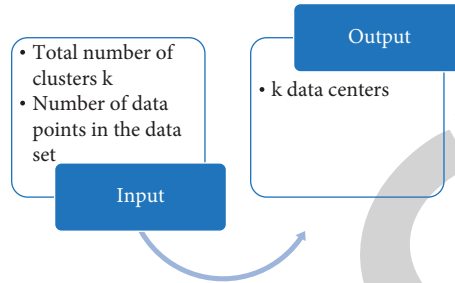 • Total number of
clusters k
• Number of data
points in the data
set
Input
Output
• k data centers